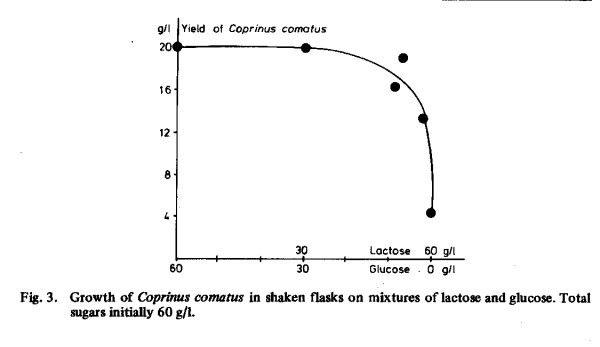 g/l Yield of Coprinus comatus
20
16
12
8
4
30 Lactose 60 g/l
60 30 Glucose . 0 g/l
Fig. 3. Growth of Coprinus comatus in shaken flasks on mixtures of lactose and glucose. Total
sugars initially 60 g/l.